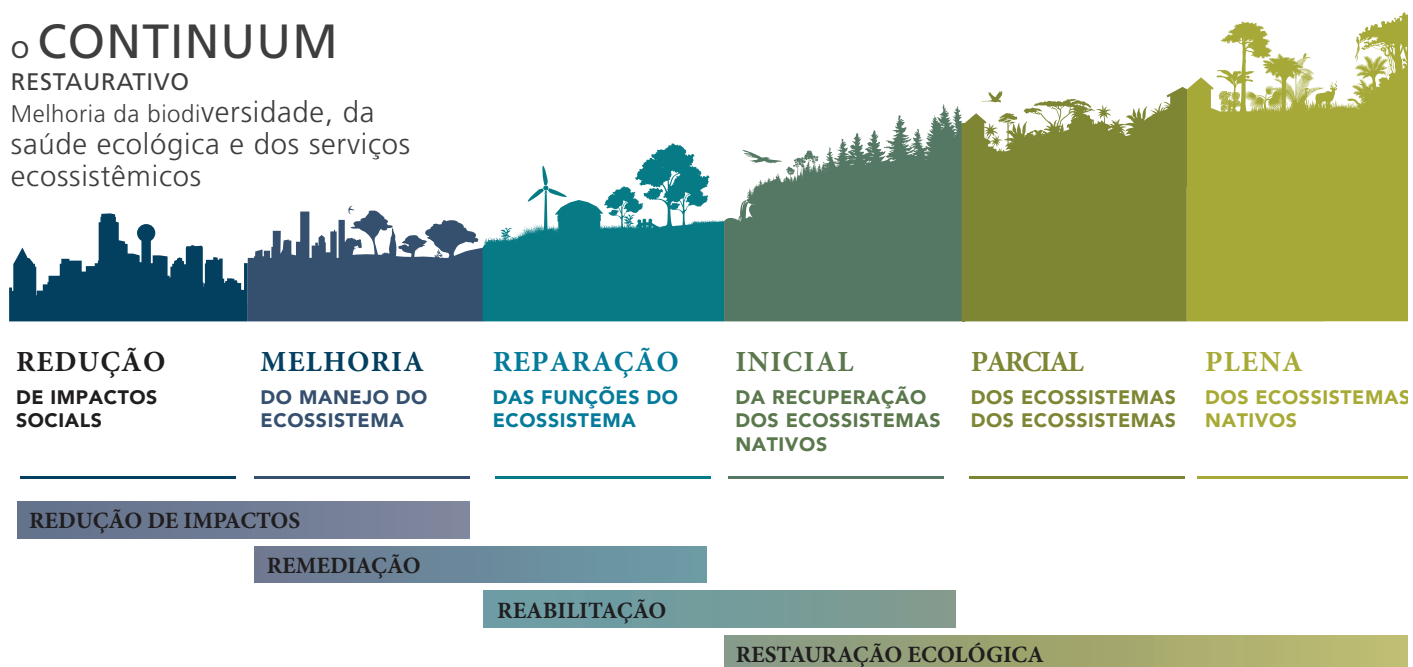 o CONTINUUM
RESTAURATIVO
Melhoria da biodiversidade, da
saúde ecológica e dos serviços
ecossistêmicos
REDUÇÃO
DE IMPACTOS
SOCIALS
MELHORIA
DO MANEJO DO
ECOSSISTEMA
REPARAÇÃO
DAS FUNÇÕES DO
ECOSSISTEMA
INICIAL
DA RECUPERAÇÃO
DOS ECOSSISTEMAS
NATIVOS
PARCIAL
DOS ECOSSISTEMAS
DOS ECOSSISTEMAS
PLENA
DOS ECOSSISTEMAS
NATIVOS
REDUÇÃO DE IMPACTOS
REMEDIAÇÃO
REABILITAÇÃO
RESTAURAÇÃO ECOLÓGICA